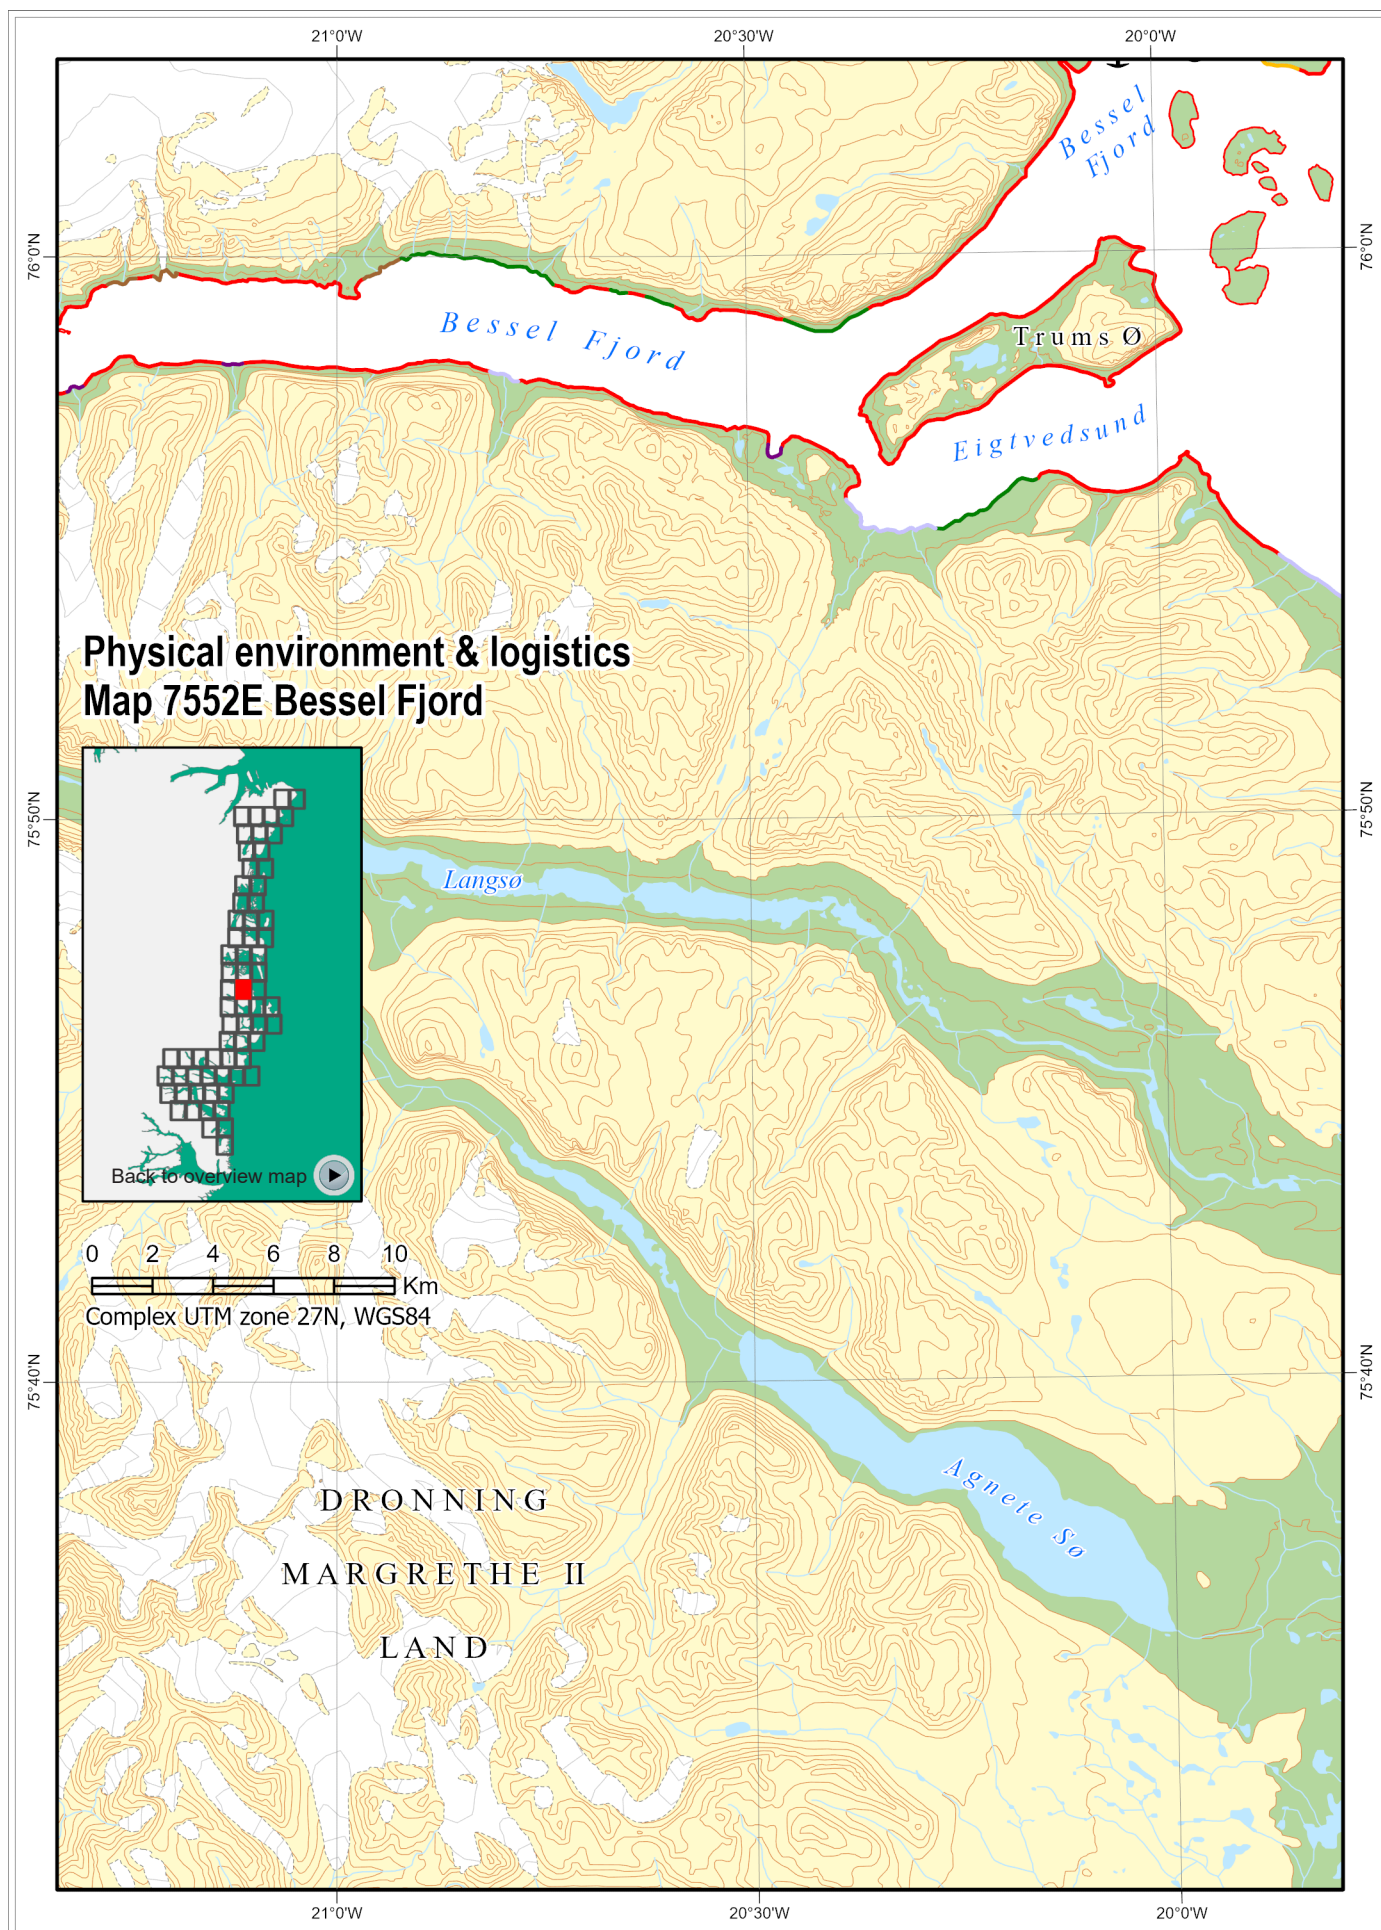 21°0'W
20°30'W
20°0'W
Bessel
Fjord
76°0'N
76°0'N
Bessel Fjord
Trums Ø
Eigtvedsund
Physical environment & logistics
Map 7552E Bessel Fjord
75°50'N
75°50'N
Langsø
Back to overview map
0 2 4 6 8 10
Km
Complex UTM zone 27N, WGS84
75°40'N
75°40'N
Agnete Sø
DRONNING
MARGRETHE II
LAND
21°0'W
20°30'W
20°0'W